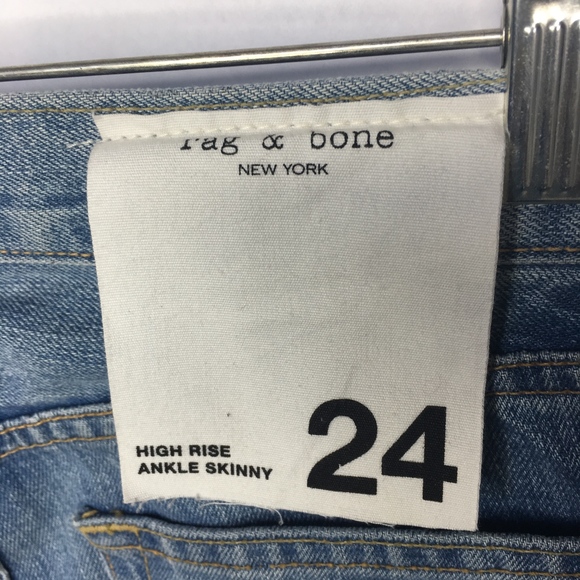 rag & bone
NEW YORK
HIGH RISE
ANKLE SKINNY
24